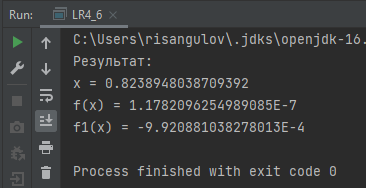 Run: LR4_6
C:\Users\risangulov\.jdks\openjdk-16.
Результат:
x = 0.8238948038709392
f(x) = 1.1782096254989085E-7
f1(x) = -9.920881038278013E-4
Process finished with exit code 0